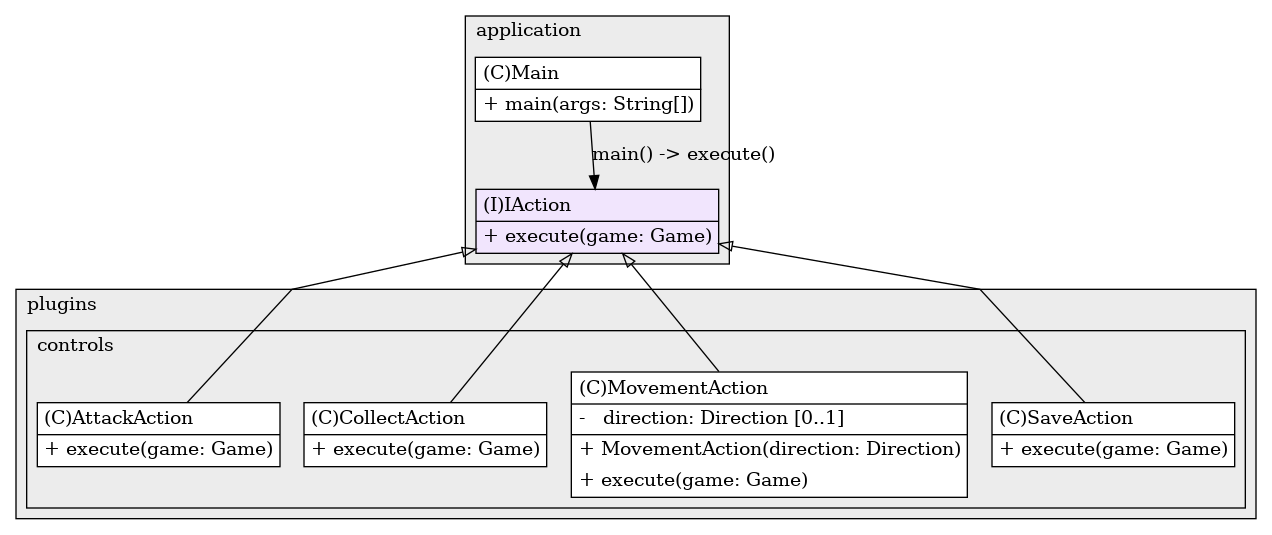 application
(C)Main
+ main(args: String[])
main() -> execute()
(I)IAction
+ execute(game: Game)
plugins
controls
(C)AttackAction
+ execute(game: Game)
(C)CollectAction
+ execute(game: Game)
(C)MovementAction
- direction: Direction [0..1]
+ MovementAction(direction: Direction)
+ execute(game: Game)
(C)SaveAction
+ execute(game: Game)